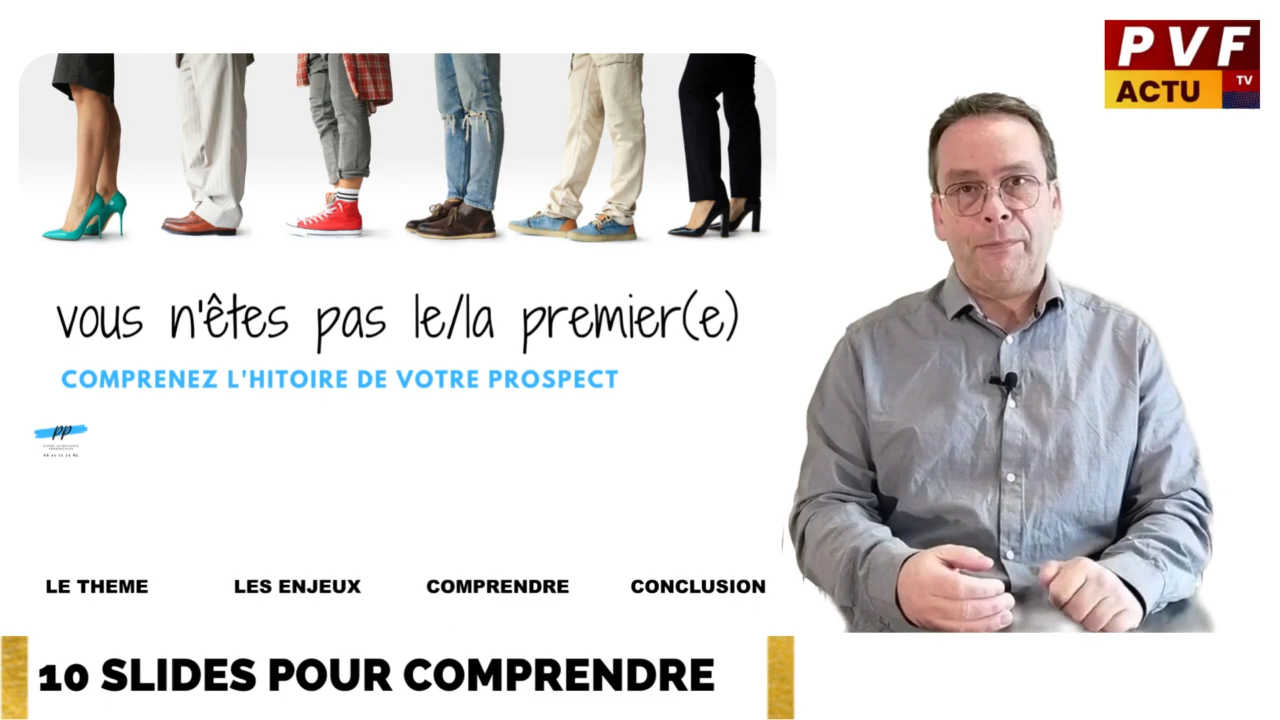 PVF
ACTU TV
vous n'êtes pas le/la premier(e)
COMPRENEZ L'HITOIRE DE VOTRE PROSPECT
pp
LE THEME
LES ENJEUX
COMPRENDRE
CONCLUSION
10 SLIDES POUR COMPRENDRE